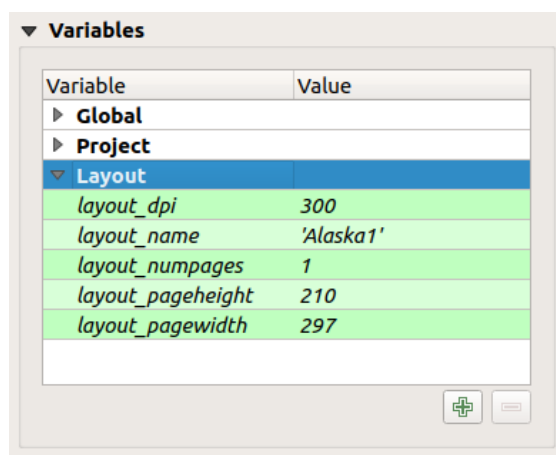 Variables
Variable Value
Global
Project
Layout
layout_dpi 300
layout_name 'Alaska1'
layout_numpages 1
layout_pageheight 210
layout_pagewidth 297